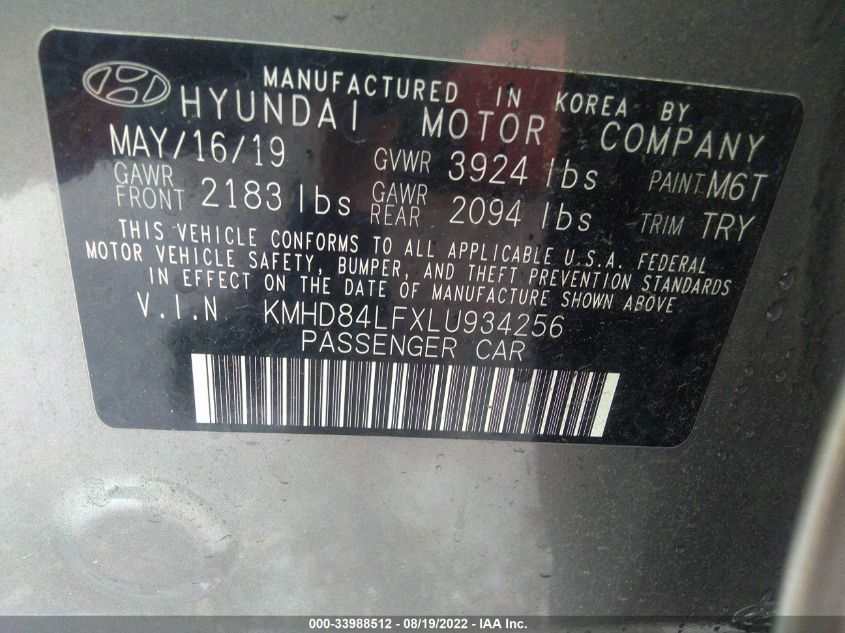 MANUFACTURED IN KOREA BY
HYUNDAI MOTOR COMPANY
MAY/16/19 GVWR 3924 lbs PAINT M6T
GAWR FRONT 2183 lbs GAWR REAR 2094 lbs TRIM TRY
THIS VEHICLE CONFORMS TO ALL APPLICABLE U.S.A. FEDERAL
MOTOR VEHICLE SAFETY, BUMPER, AND THEFT PREVENTION STANDARDS
IN EFFECT ON THE DATE OF MANUFACTURE SHOWN ABOVE
V.I.N KMHD84LFXLU934256
PASSENGER CAR
000-33988512 - 08/19/2022 - IAA Inc.